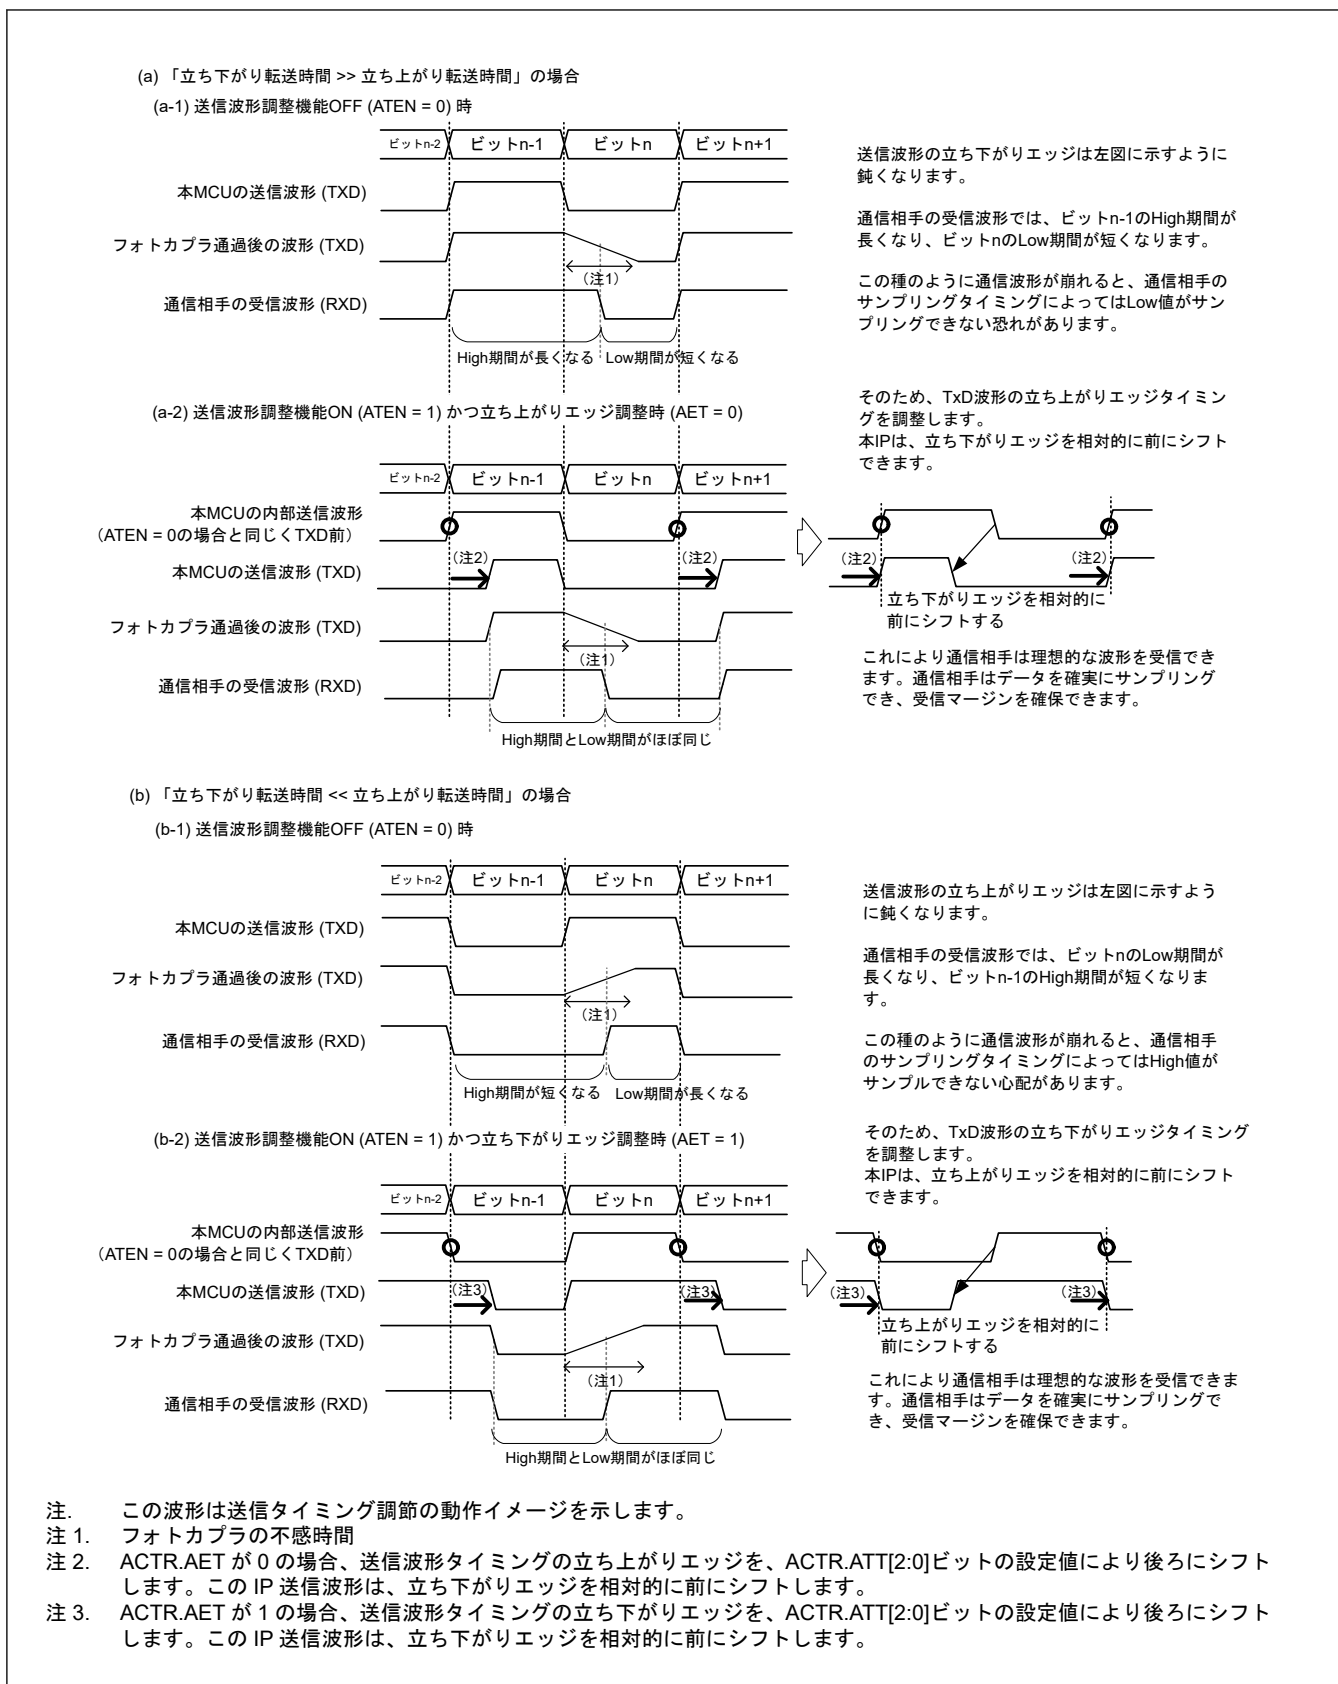 (a) 「立ち下がり転送時間 >> 立ち上がり転送時間」の場合
(a-1) 送信波形調整機能OFF (ATEN = 0) 時
ビットn-2 ビットn-1 ビットn ビットn+1
本MCUの送信波形 (TXD)
フォトカプラ通過後の波形 (TXD)
（注1）
通信相手の受信波形 (RXD)
High期間が長くなる Low期間が短くなる
送信波形の立ち下がりエッジは左図に示すように
鈍くなります。
通信相手の受信波形では、ビットn-1のHigh期間が
長くなり、ビットnのLow期間が短くなります。
この種のように通信波形が崩れると、通信相手の
サンプリングタイミングによってはLow値がサン
プリングできない恐れがあります。
(a-2) 送信波形調整機能ON (ATEN = 1) かつ立ち上がりエッジ調整時 (AET = 0)
ビットn-2 ビットn-1 ビットn ビットn+1
本MCUの内部送信波形
（ATEN = 0の場合と同じくTXD前）
（注2） （注2）
本MCUの送信波形 (TXD)
フォトカプラ通過後の波形 (TXD)
（注1）
通信相手の受信波形 (RXD)
High期間とLow期間がほぼ同じ
そのため、TxD波形の立ち上がりエッジタイミン
グを調整します。
本IPは、立ち下がりエッジを相対的に前にシフト
できます。
（注2） （注2）
立ち下がりエッジを相対的に
前にシフトする
これにより通信相手は理想的な波形を受信でき
ます。通信相手はデータを確実にサンプリング
でき、受信マージンを確保できます。
(b) 「立ち下がり転送時間 << 立ち上がり転送時間」の場合
(b-1) 送信波形調整機能OFF (ATEN = 0) 時
ビットn-2 ビットn-1 ビットn ビットn+1
本MCUの送信波形 (TXD)
フォトカプラ通過後の波形 (TXD)
（注1）
通信相手の受信波形 (RXD)
High期間が短くなる Low期間が長くなる
送信波形の立ち上がりエッジは左図に示すよう
に鈍くなります。
通信相手の受信波形では、ビットnのLow期間が
長くなり、ビットn-1のHigh期間が短くなりま
す。
この種のように通信波形が崩れると、通信相手
のサンプリングタイミングによってはHigh値が
サンプルできない心配があります。
(b-2) 送信波形調整機能ON (ATEN = 1) かつ立ち下がりエッジ調整時 (AET = 1)
ビットn-2 ビットn-1 ビットn ビットn+1
本MCUの内部送信波形
（ATEN = 0の場合と同じくTXD前）
（注3） （注3）
本MCUの送信波形 (TXD)
フォトカプラ通過後の波形 (TXD)
（注1）
通信相手の受信波形 (RXD)
High期間とLow期間がほぼ同じ
そのため、TxD波形の立ち下がりエッジタイミング
を調整します。
本IPは、立ち上がりエッジを相対的に前にシフト
できます。
（注3） （注3）
立ち上がりエッジを相対的に
前にシフトする
これにより通信相手は理想的な波形を受信できま
す。通信相手はデータを確実にサンプリングで
き、受信マージンを確保できます。
注. この波形は送信タイミング調節の動作イメージを示します。
注 1. フォトカプラの不感時間
注 2. ACTR.AET が 0 の場合、送信波形タイミングの立ち上がりエッジを、ACTR.ATT[2:0]ビットの設定値により後ろにシフト
します。この IP 送信波形は、立ち下がりエッジを相対的に前にシフトします。
注 3. ACTR.AET が 1 の場合、送信波形タイミングの立ち下がりエッジを、ACTR.ATT[2:0]ビットの設定値により後ろにシフト
します。この IP 送信波形は、立ち下がりエッジを相対的に前にシフトします。